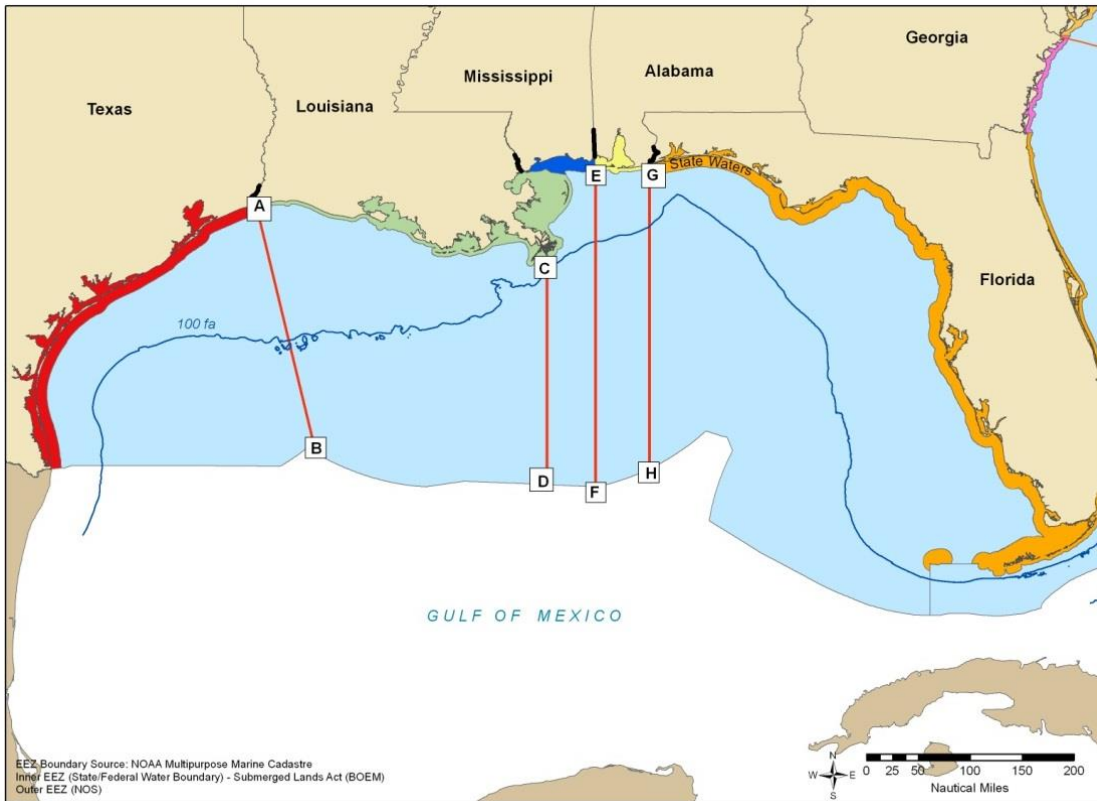 Georgia
Mississippi
Alabama
Texas
Louisiana
State Waters
E
G
A
C
Florida
100 fa
B
D
F
H
GULF OF MEXICO
EEZ Boundary Source: NOAA Multipurpose Marine Cadastre
Inner EEZ (State/Federal Water Boundary) - Submerged Lands Act (BOEM)
Outer EEZ (NOS)
N
W E
S
0 25 50 100 150 200
Nautical Miles